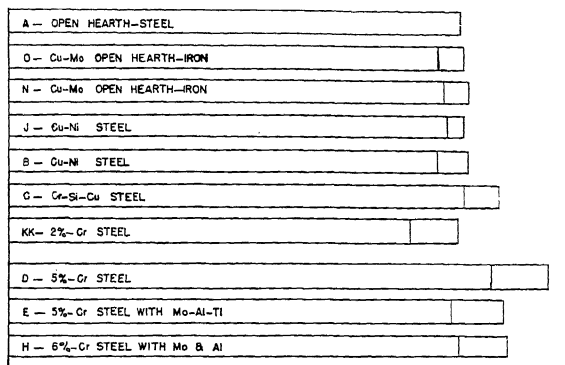 A — OPEN HEARTH—STEEL
O — Cu-Mo OPEN HEARTH—IRON
N — Cu-Mo OPEN HEARTH—IRON
J — Cu-Ni STEEL
B — Cu-Ni STEEL
C — Cr-Si-Cu STEEL
KK— 2%-Cr STEEL
D — 5%-Cr STEEL
E — 5%-Cr STEEL WITH Mo-Al-TI
H — 6%-Cr STEEL WITH Mo & Al